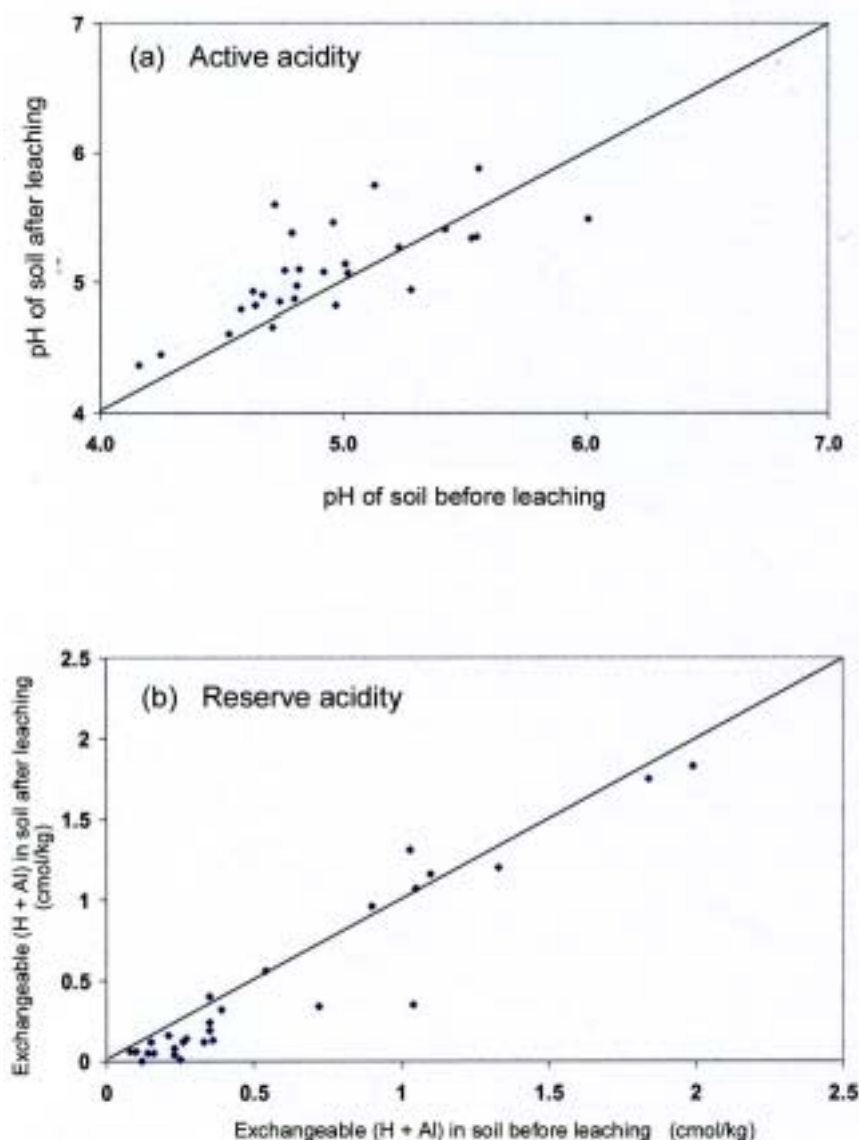 (a) Active acidity
7
6
5
4
pH of soil after leaching
4.0 5.0 6.0 7.0
pH of soil before leaching
(b) Reserve acidity
2.5
2
1.5
1
0.5
0
Exchangeable (H + Al) in soil after leaching
(cmol/kg)
0 0.5 1 1.5 2 2.5
Exchangeable (H + Al) in soil before leaching (cmol/kg)